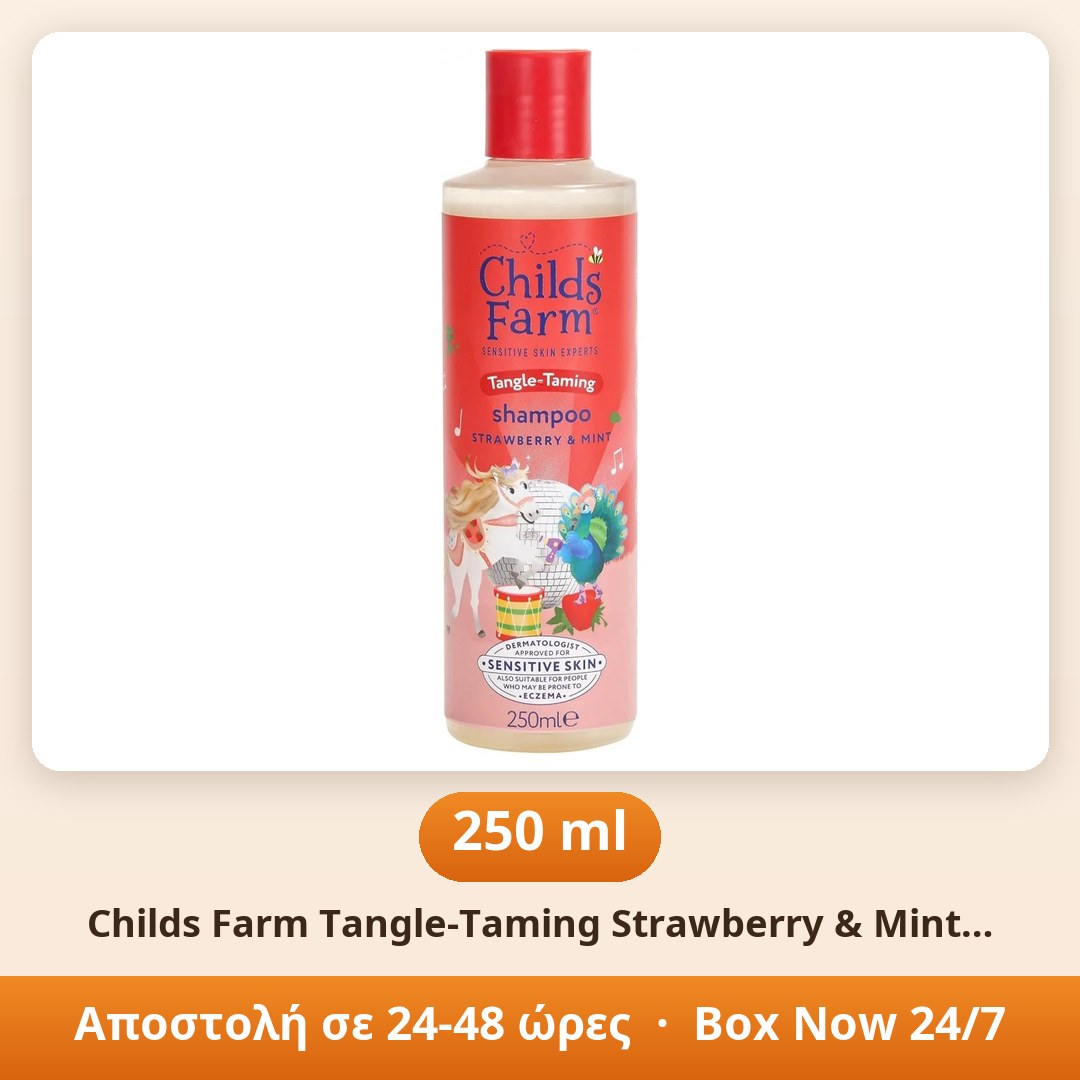 Childs
Farm
SENSITIVE SKIN EXPERTS
Tangle-Taming
shampoo
STRAWBERRY & MINT
DERMATOLOGIST
APPROVED FOR
•SENSITIVE SKIN•
ALSO SUITABLE FOR PEOPLE
WHO MAY BE PRONE TO
•ECZEMA•
250ml℮
250 ml
Childs Farm Tangle-Taming Strawberry & Mint...
Αποστολή σε 24-48 ώρες · Box Now 24/7